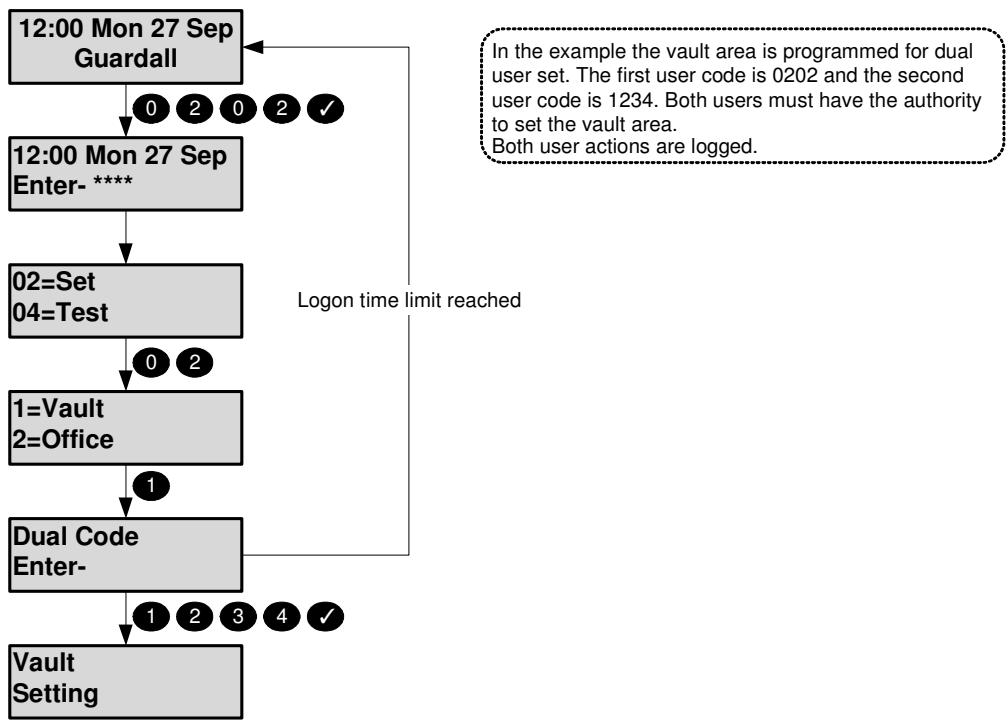 12:00 Mon 27 Sep
Guardall
0 2 0 2 ✓
12:00 Mon 27 Sep
Enter- ****
02=Set
04=Test
0 2
1=Vault
2=Office
1
Dual Code
Enter-
1 2 3 4 ✓
Vault
Setting
Logon time limit reached
In the example the vault area is programmed for dual
user set. The first user code is 0202 and the second
user code is 1234. Both users must have the authority
to set the vault area.
Both user actions are logged.